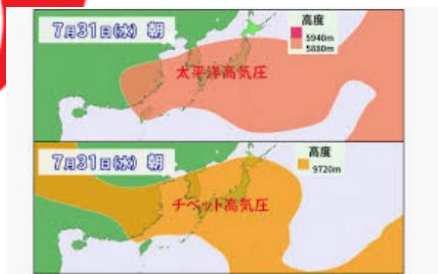 7月31日(水) 朝
高度
5940m
5880m
太平洋高気圧
7月31日(水) 朝
高度
9720m
チベット高気圧